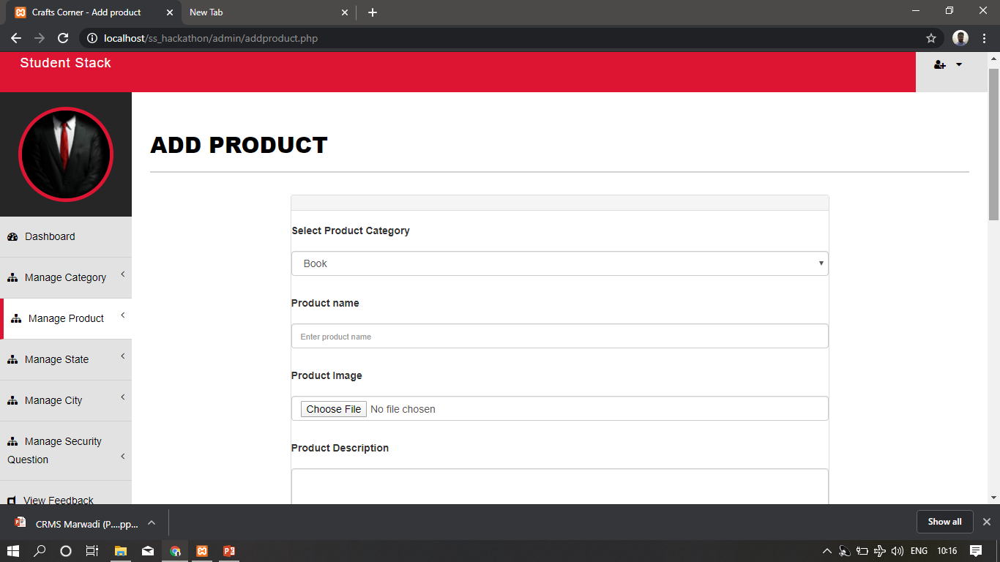 Crafts Corner - Add product
New Tab
localhost/ss_hackathon/admin/addproduct.php
Student Stack
ADD PRODUCT
Dashboard
Manage Category
Manage Product
Manage State
Manage City
Manage Security
Question
View Feedback
Select Product Category
Book
Product name
Enter product name
Product Image
Choose File No file chosen
Product Description
CRMS Marwadi (P....pp...
Show all
ENG
10:16